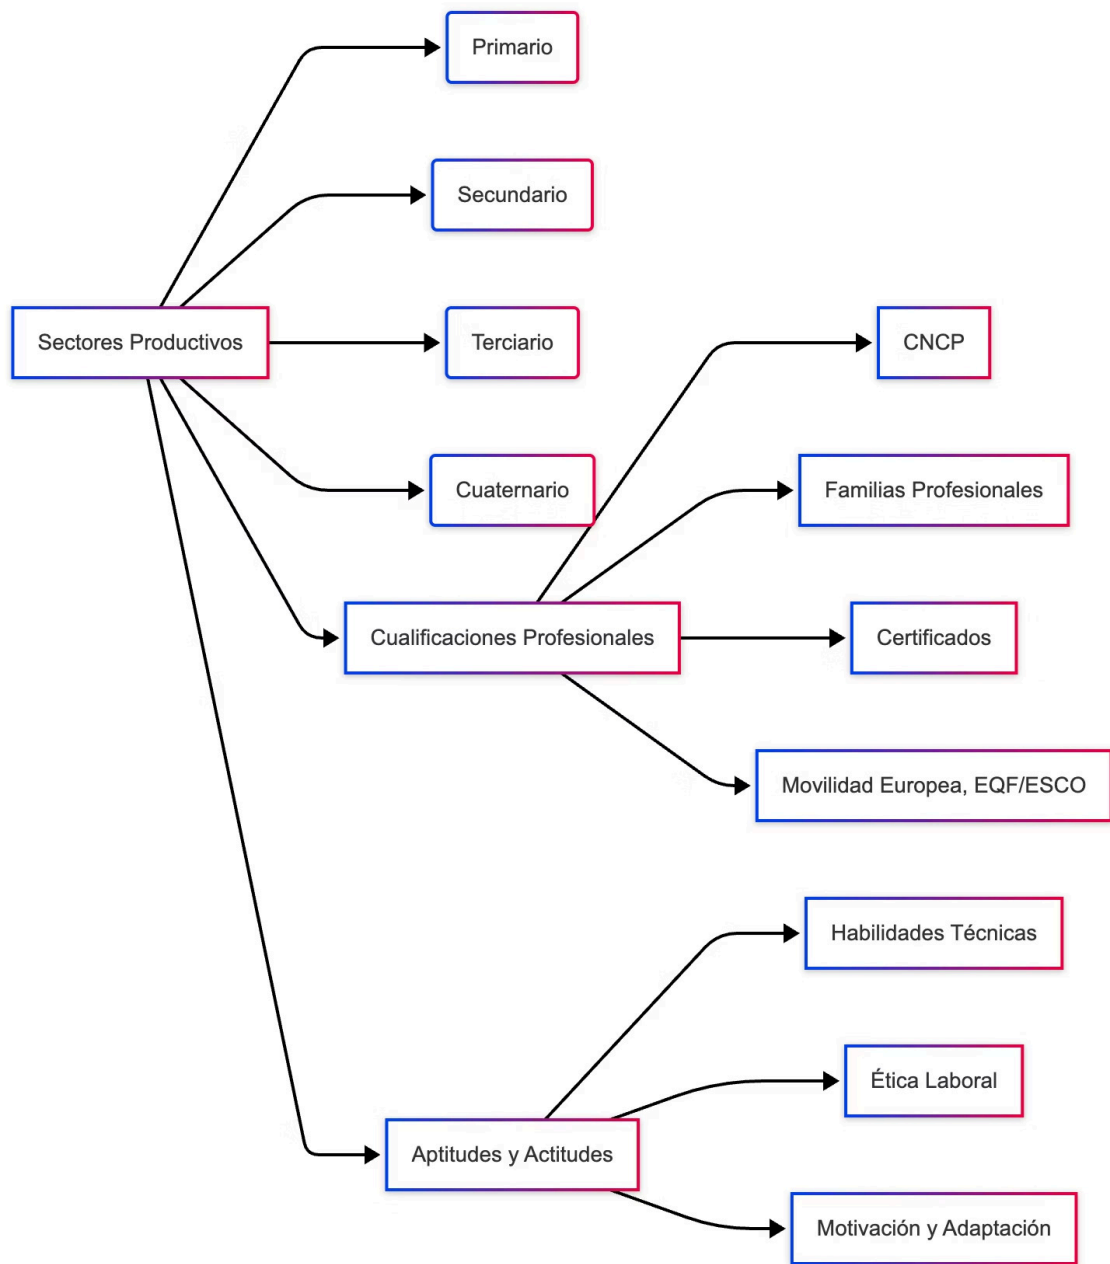 Primario
Secundario
Sectores Productivos
Terciario
CNCP
Cuaternario
Familias Profesionales
Cualificaciones Profesionales
Certificados
Movilidad Europea, EQF/ESCO
Habilidades Técnicas
Ética Laboral
Aptitudes y Actitudes
Motivación y Adaptación